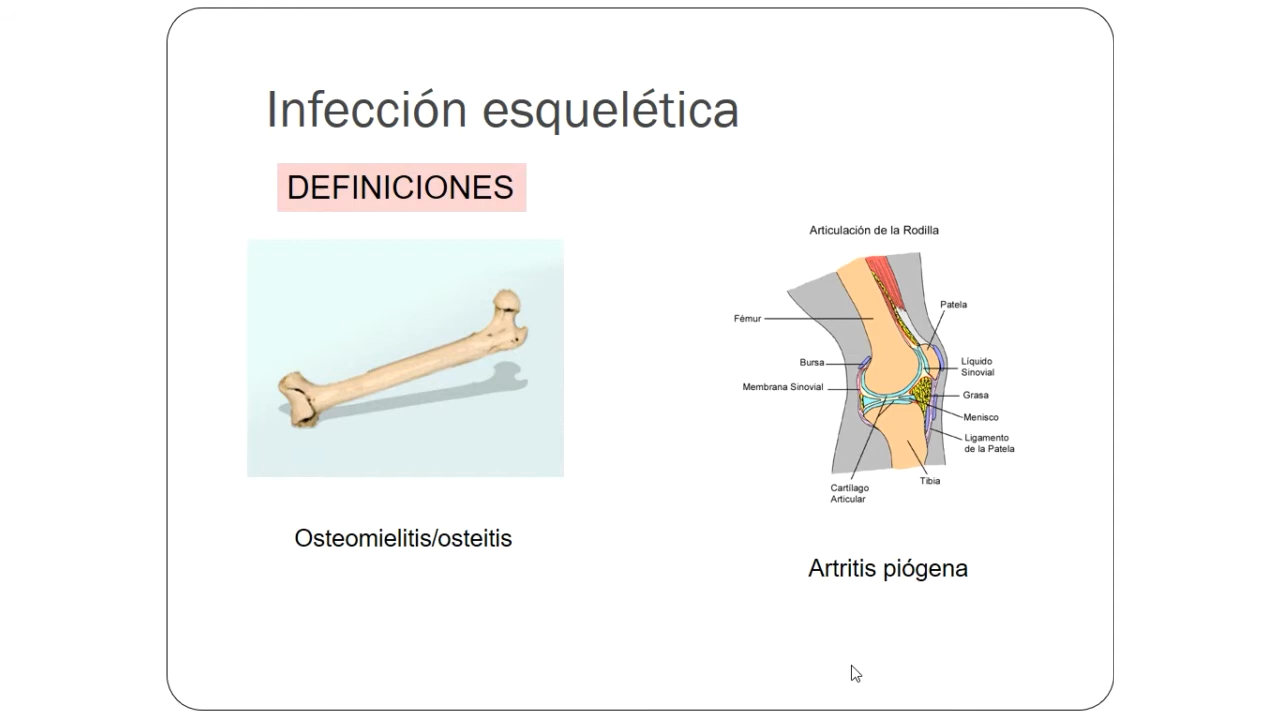 Infección esquelética
DEFINICIONES
Articulación de la Rodilla
Fémur
Patela
Bursa
Líquido
Sinovial
Membrana Sinovial
Grasa
Menisco
Ligamento
de la Patela
Cartílago
Articular
Tibia
Osteomielitis/osteitis
Artritis piógena